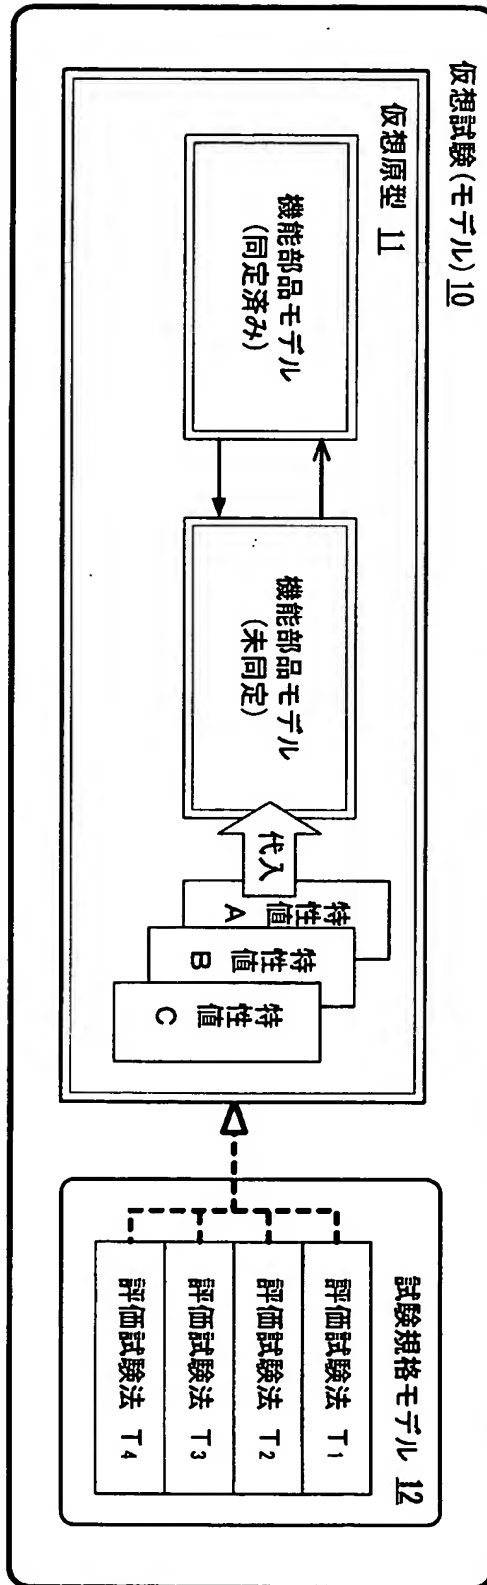 仮想試験(モデル) 10
仮想原型 11
機能部品モデル
(同定済み)
機能部品モデル
(未同定)
代入
特性値 A
特性値 B
特性値 C
試験規格モデル 12
評価試験法 T1
評価試験法 T2
評価試験法 T3
評価試験法 T4